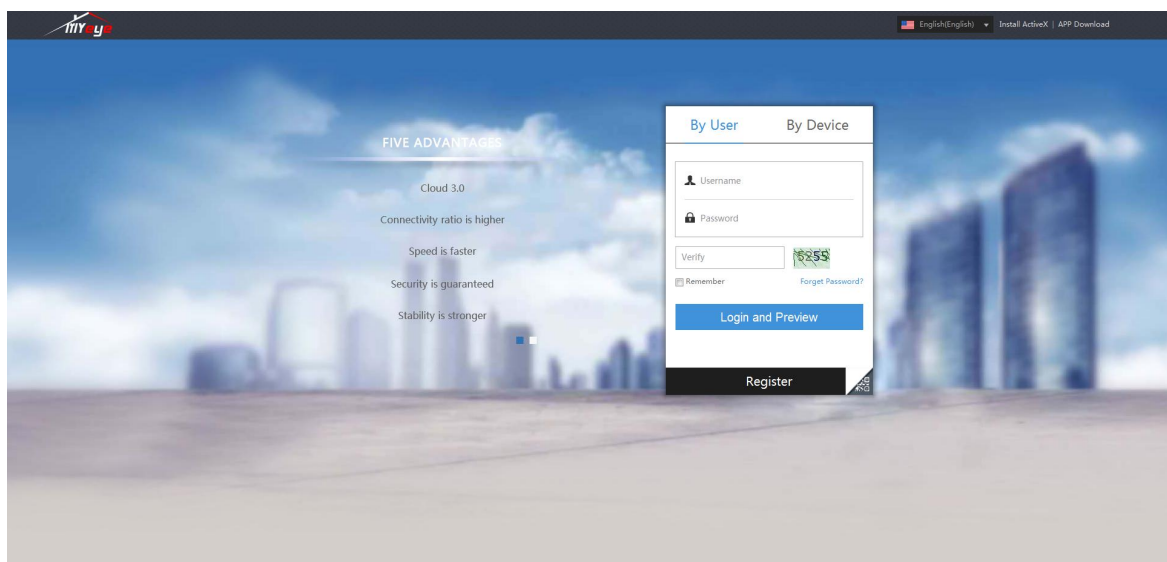 MYeye
English(English)
Install ActiveX | APP Download
FIVE ADVANTAGES
Cloud 3.0
Connectivity ratio is higher
Speed is faster
Security is guaranteed
Stability is stronger
By User
By Device
Username
Password
Verify
5255
Remember
Forget Password?
Login and Preview
Register